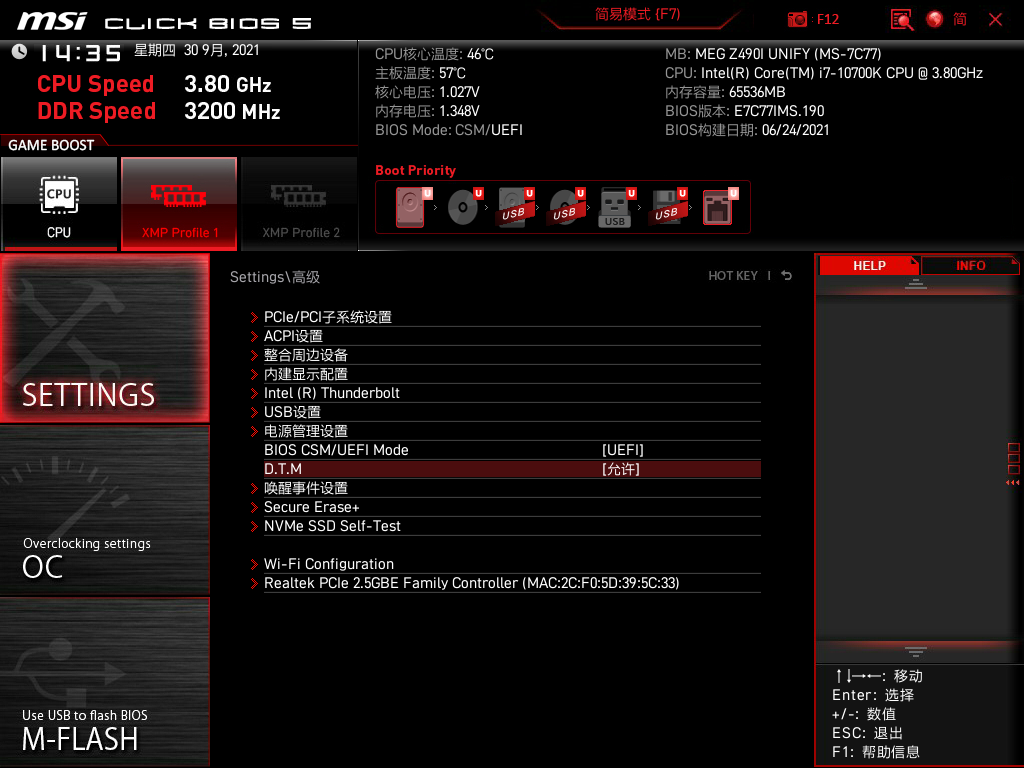 msi CLICK BIOS 5
简易模式 (F7)
F12
简
14:35 星期四 30 9月, 2021
CPU Speed 3.80 GHz
DDR Speed 3200 MHz
CPU核心温度: 46℃
主板温度: 57℃
核心电压: 1.027V
内存电压: 1.348V
BIOS Mode: CSM/UEFI
MB: MEG Z490I UNIFY (MS-7C77)
CPU: Intel(R) Core(TM) i7-10700K CPU @ 3.80GHz
内存容量: 65536MB
BIOS版本: E7C77IMS.190
BIOS构建日期: 06/24/2021
GAME BOOST
CPU
CPU
XMP Profile 1
XMP Profile 2
Boot Priority
U U U U U U U
USB USB USB USB
SETTINGS
Overclocking settings
OC
Use USB to flash BIOS
M-FLASH
Settings\高级
HOT KEY |
PCIe/PCI子系统设置
ACPI设置
整合周边设备
内建显示配置
Intel (R) Thunderbolt
USB设置
电源管理设置
BIOS CSM/UEFI Mode [UEFI]
D.T.M [允许]
唤醒事件设置
Secure Erase+
NVMe SSD Self-Test
Wi-Fi Configuration
Realtek PCIe 2.5GBE Family Controller (MAC:2C:F0:5D:39:5C:33)
HELP
INFO
↑↓→←: 移动
Enter: 选择
+/-: 数值
ESC: 退出
F1: 帮助信息